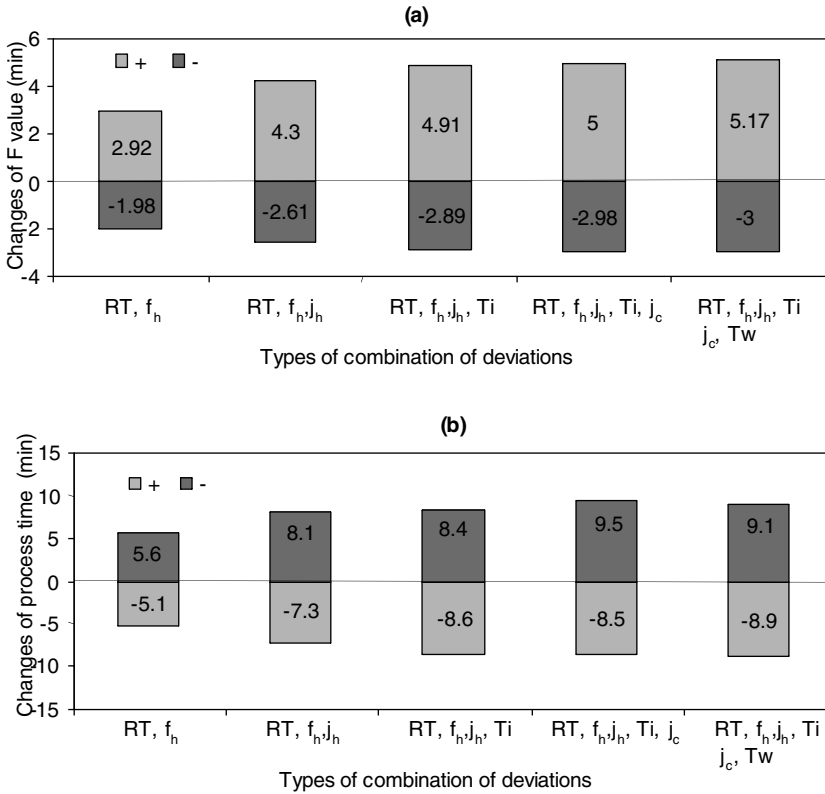 (a)
Changes of F value (min)
6
4
2
0
-2
-4
+ -
2.92 4.3 4.91 5 5.17
-1.98 -2.61 -2.89 -2.98 -3
RT, fh RT, fh,jh RT, fh,jh, Ti RT, fh,jh, Ti, jc RT, fh,jh, Ti
jc, Tw
Types of combination of deviations
(b)
Changes of process time (min)
15
10
5
0
-5
-10
-15
+ -
5.6 8.1 8.4 9.5 9.1
-5.1 -7.3 -8.6 -8.5 -8.9
RT, fh RT, fh,jh RT, fh,jh, Ti RT, fh,jh, Ti, jc RT, fh,jh, Ti
jc, Tw
Types of combination of deviations